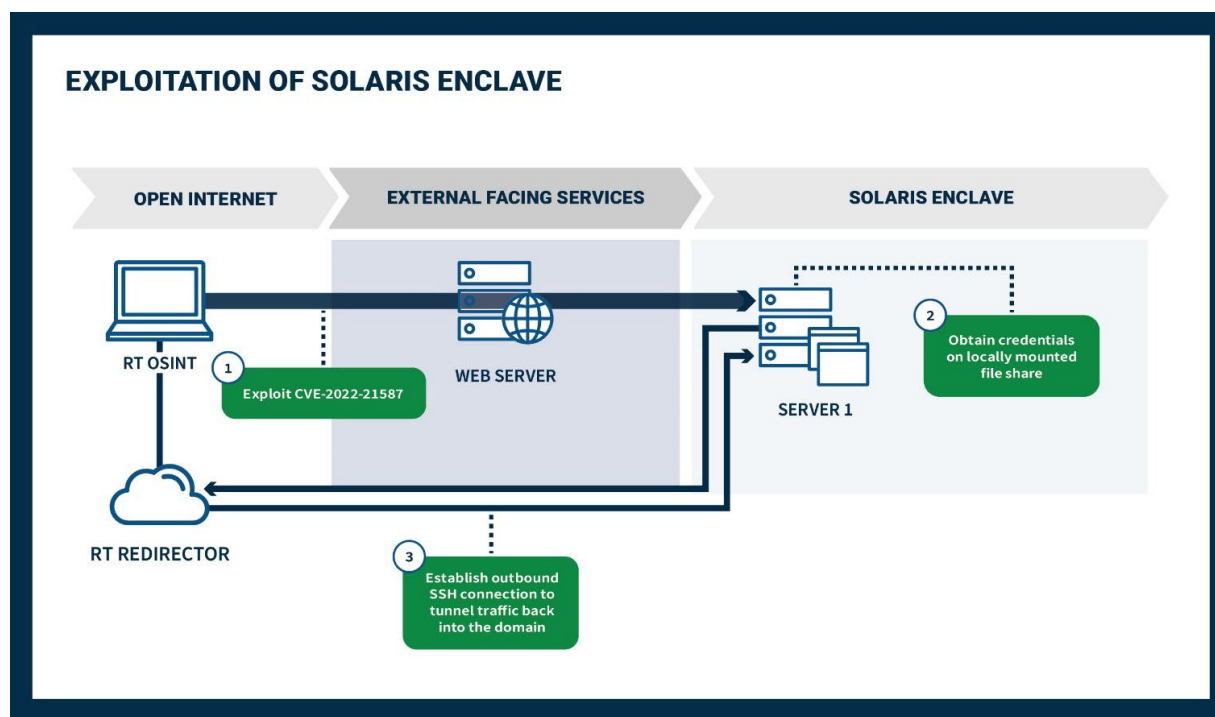 EXPLOITATION OF SOLARIS ENCLAVE
OPEN INTERNET
EXTERNAL FACING SERVICES
SOLARIS ENCLAVE
RT OSINT
1
Exploit CVE-2022-21587
WEB SERVER
SERVER 1
2
Obtain credentials
on locally mounted
file share
RT REDIRECTOR
3
Establish outbound
SSH connection to
tunnel traffic back
into the domain